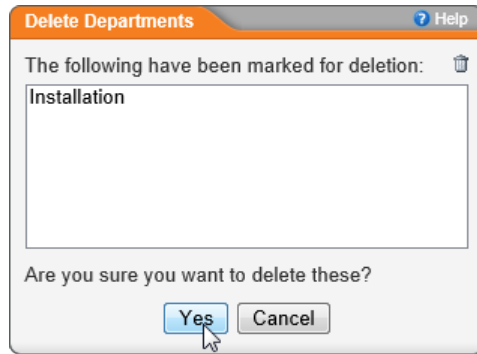 Delete Departments
Help
The following have been marked for deletion:
Installation
Are you sure you want to delete these?
Yes
Cancel